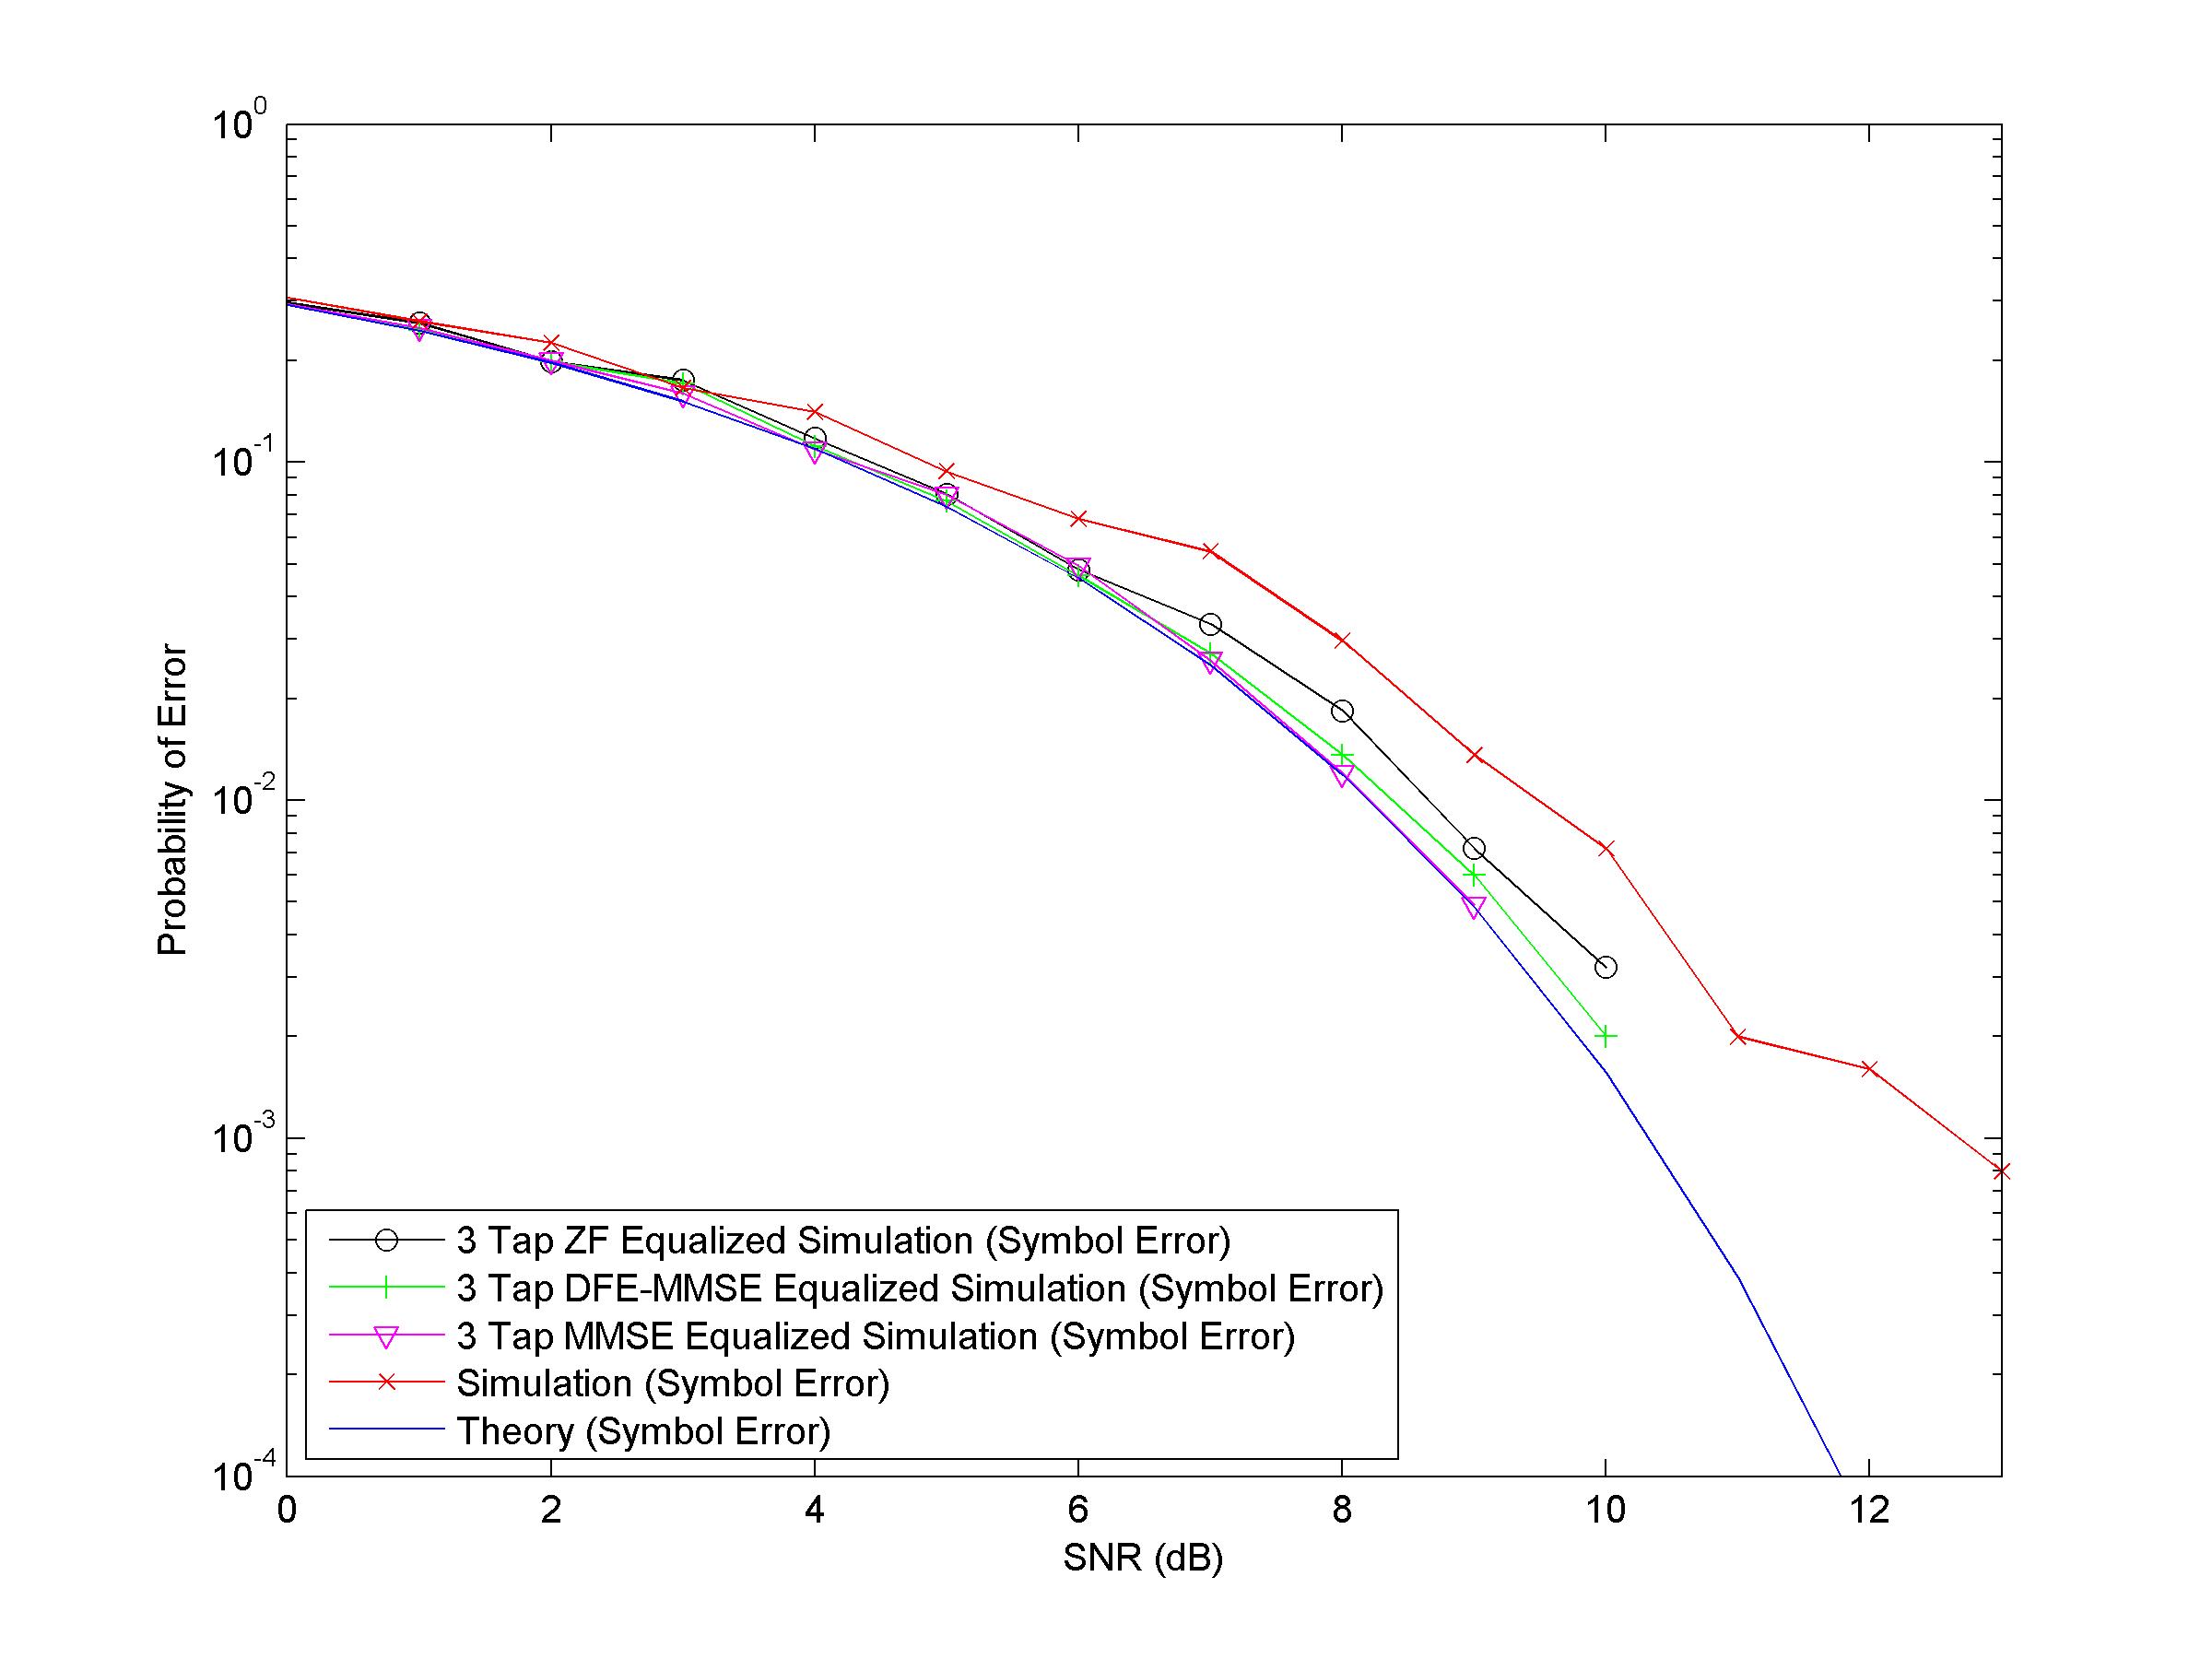 10^0
10^-1
10^-2
10^-3
10^-4
Probability of Error
3 Tap ZF Equalized Simulation (Symbol Error)
3 Tap DFE-MMSE Equalized Simulation (Symbol Error)
3 Tap MMSE Equalized Simulation (Symbol Error)
Simulation (Symbol Error)
Theory (Symbol Error)
0 2 4 6 8 10 12
SNR (dB)